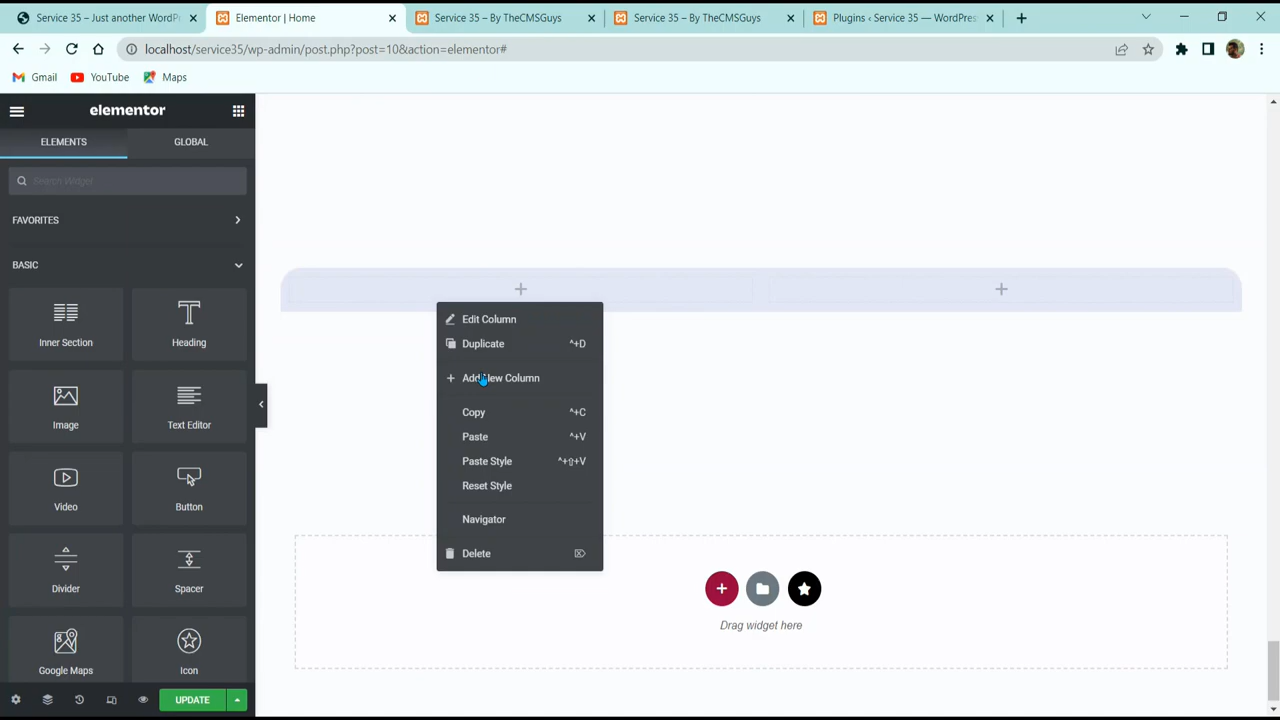 Service 35 – Just another WordPr
Elementor | Home
Service 35 – By TheCMSGuys
Service 35 – By TheCMSGuys
Plugins ‹ Service 35 — WordPres
localhost/service35/wp-admin/post.php?post=10&action=elementor#
Gmail
YouTube
Maps
elementor
ELEMENTS
GLOBAL
Search Widget
FAVORITES
BASIC
Inner Section
Heading
Image
Text Editor
Video
Button
Divider
Spacer
Google Maps
Icon
UPDATE
Edit Column
Duplicate ^+D
Add New Column
Copy ^+C
Paste ^+V
Paste Style ^+⇧+V
Reset Style
Navigator
Delete ⌦
Drag widget here